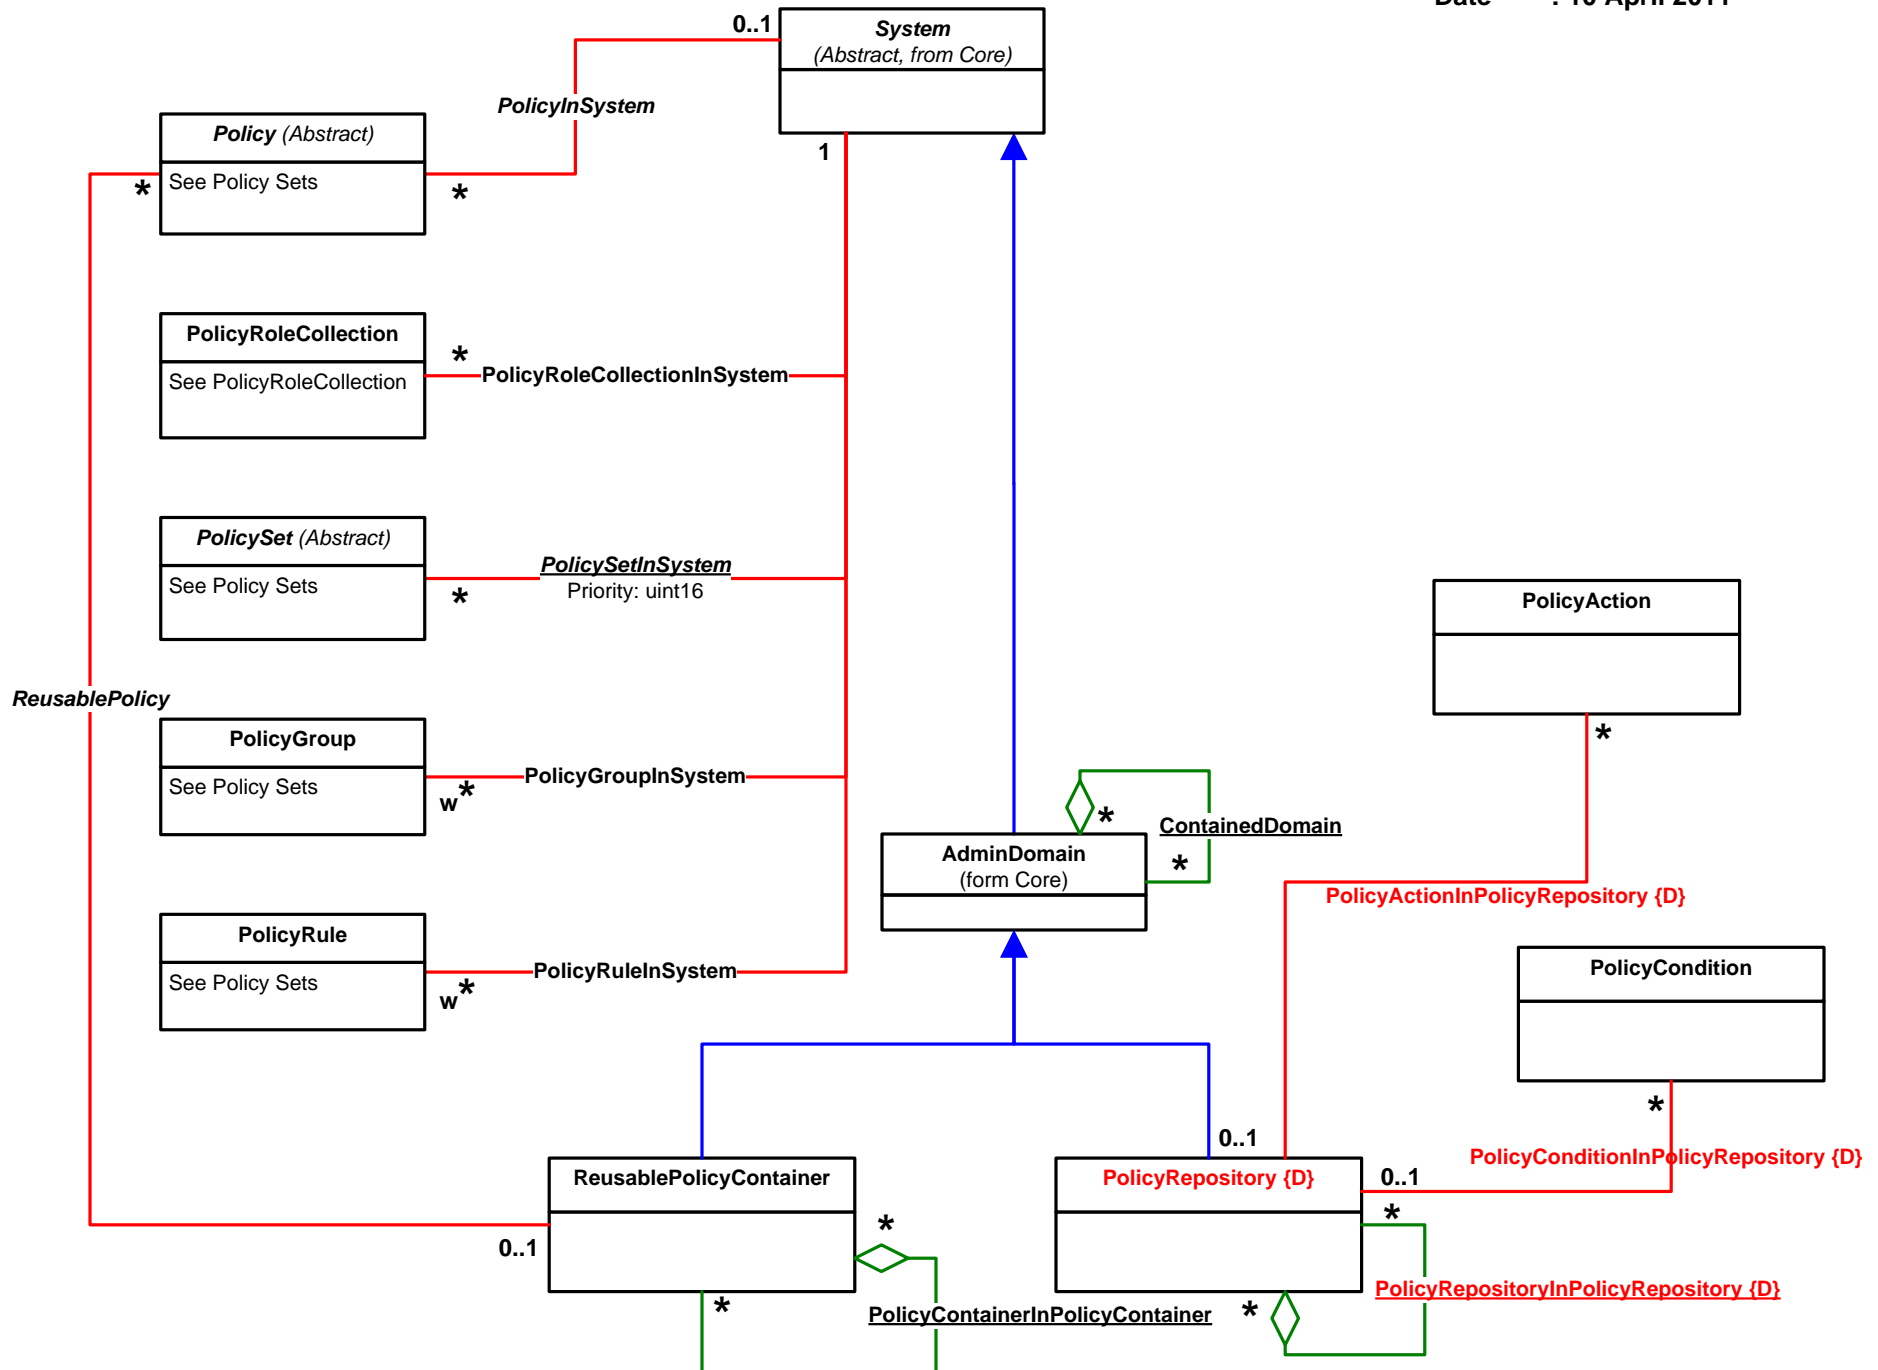 0..1
System
(Abstract, from Core)
PolicyInSystem
Policy (Abstract)
See Policy Sets
*
*
1
PolicyRoleCollection
See PolicyRoleCollection
*
PolicyRoleCollectionInSystem
PolicySet (Abstract)
See Policy Sets
*
PolicySetInSystem
Priority: uint16
PolicyAction
*
ReusablePolicy
PolicyGroup
See Policy Sets
w*
PolicyGroupInSystem
*
ContainedDomain
*
AdminDomain
(form Core)
PolicyActionInPolicyRepository {D}
PolicyRule
See Policy Sets
w*
PolicyRuleInSystem
PolicyCondition
*
0..1
PolicyConditionInPolicyRepository {D}
ReusablePolicyContainer
0..1
*
*
PolicyContainerInPolicyContainer
PolicyRepository {D}
0..1
*
*
PolicyRepositoryInPolicyRepository {D}